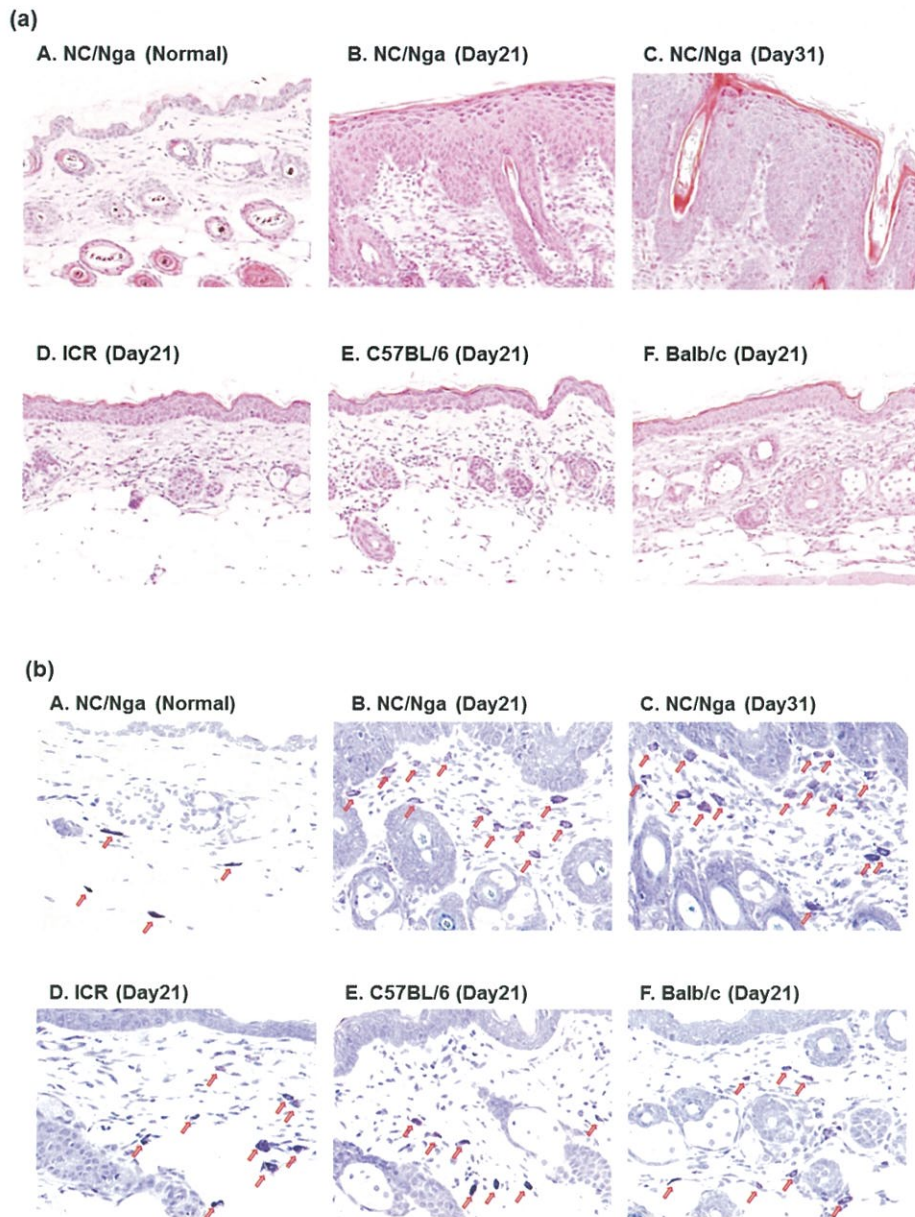 (a)
A. NC/Nga (Normal)
B. NC/Nga (Day21)
C. NC/Nga (Day31)
D. ICR (Day21)
E. C57BL/6 (Day21)
F. Balb/c (Day21)
(b)
A. NC/Nga (Normal)
B. NC/Nga (Day21)
C. NC/Nga (Day31)
D. ICR (Day21)
E. C57BL/6 (Day21)
F. Balb/c (Day21)